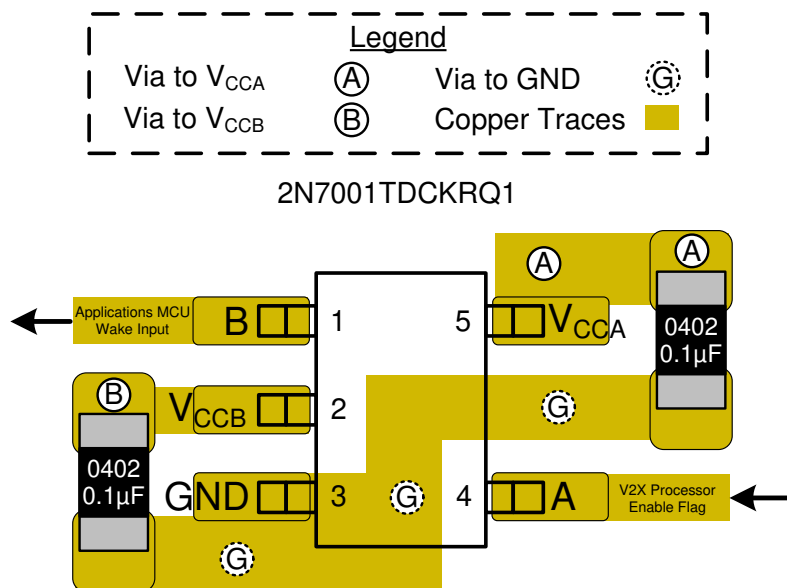 Legend
Via to VCCA A Via to GND G
Via to VCCB B Copper Traces
2N7001TDCKRQ1
A A
Applications MCU
Wake Input
B 1 5 VCCA
0402
0.1µF
B
VCCB 2 G
0402
0.1µF
GND 3 G 4 A
V2X Processor
Enable Flag
G